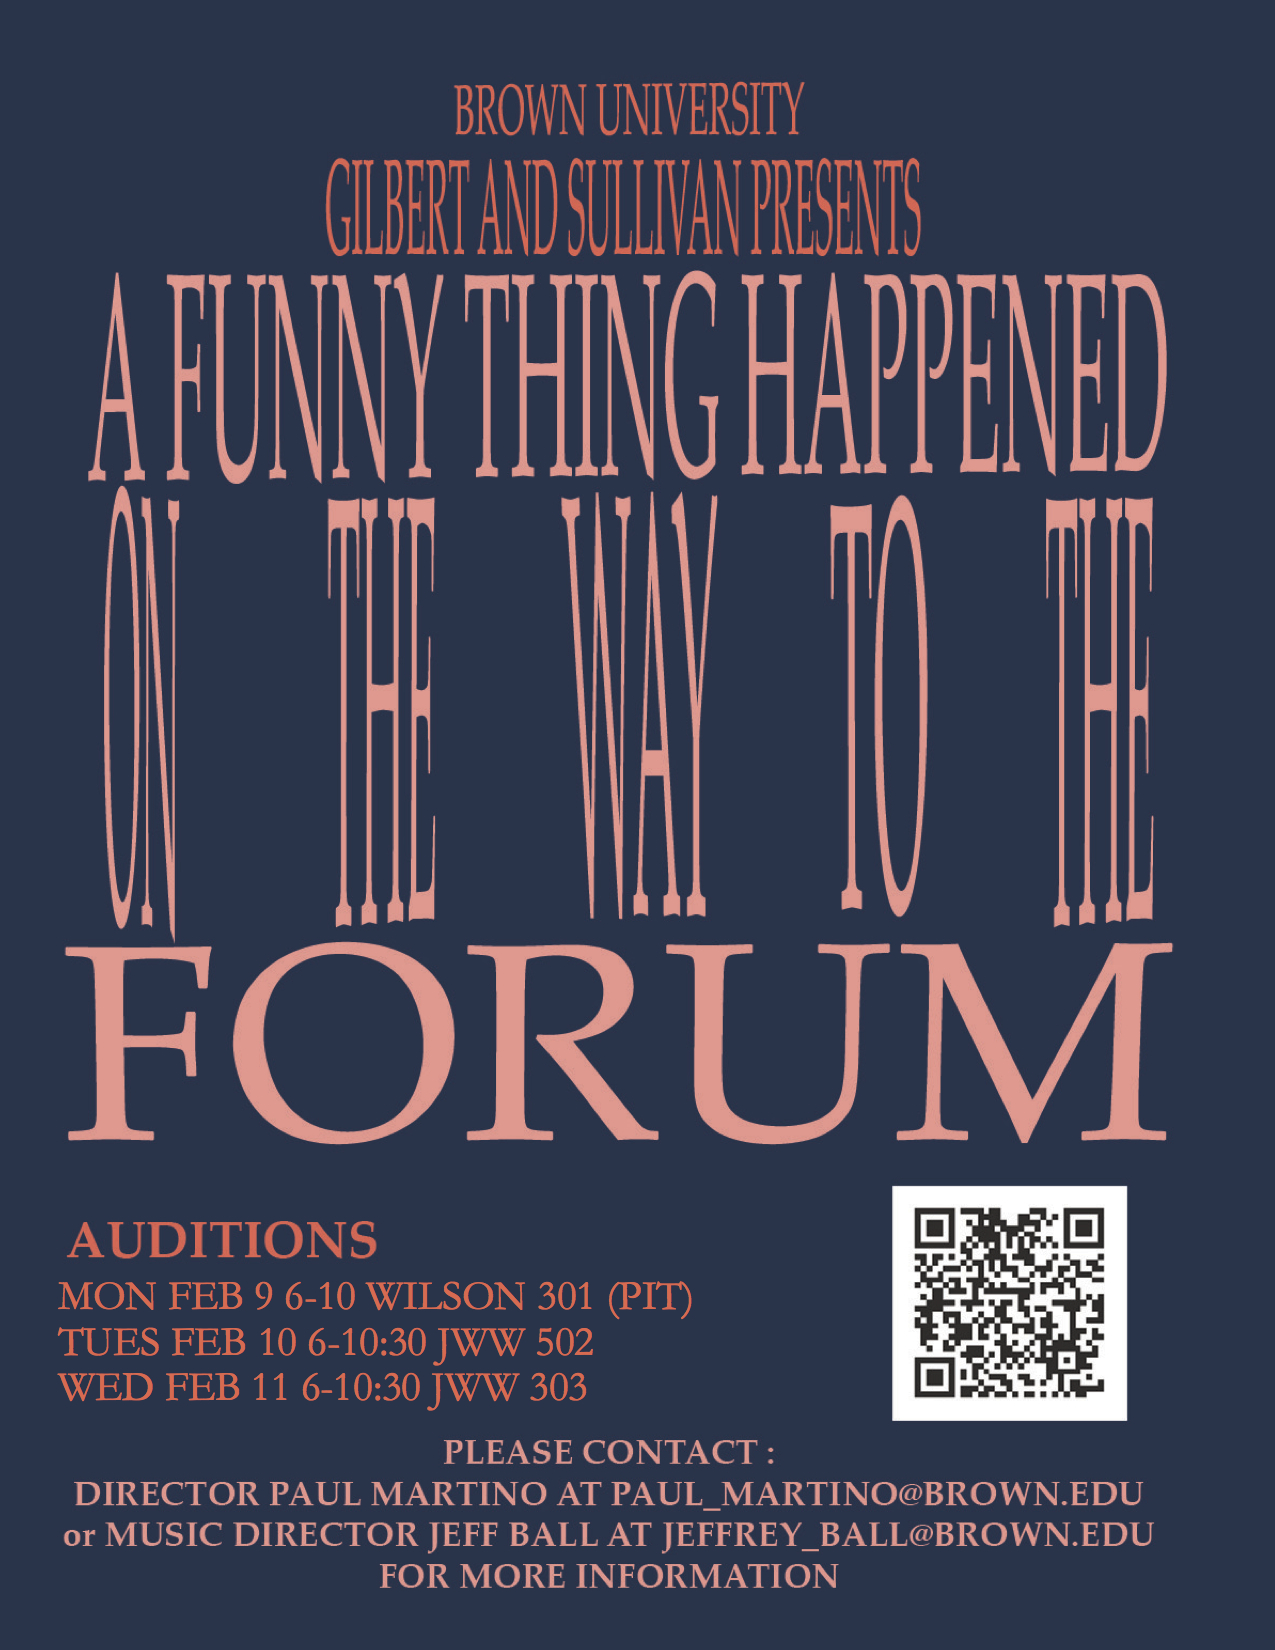 BROWN UNIVERSITY
GILBERT AND SULLIVAN PRESENTS
A FUNNY THING HAPPENED
ON THE WAY TO THE
FORUM
AUDITIONS
MON FEB 9 6-10 WILSON 301 (PIT)
TUES FEB 10 6-10:30 JWW 502
WED FEB 11 6-10:30 JWW 303
PLEASE CONTACT :
DIRECTOR PAUL MARTINO AT PAUL_MARTINO@BROWN.EDU
or MUSIC DIRECTOR JEFF BALL AT JEFFREY_BALL@BROWN.EDU
FOR MORE INFORMATION